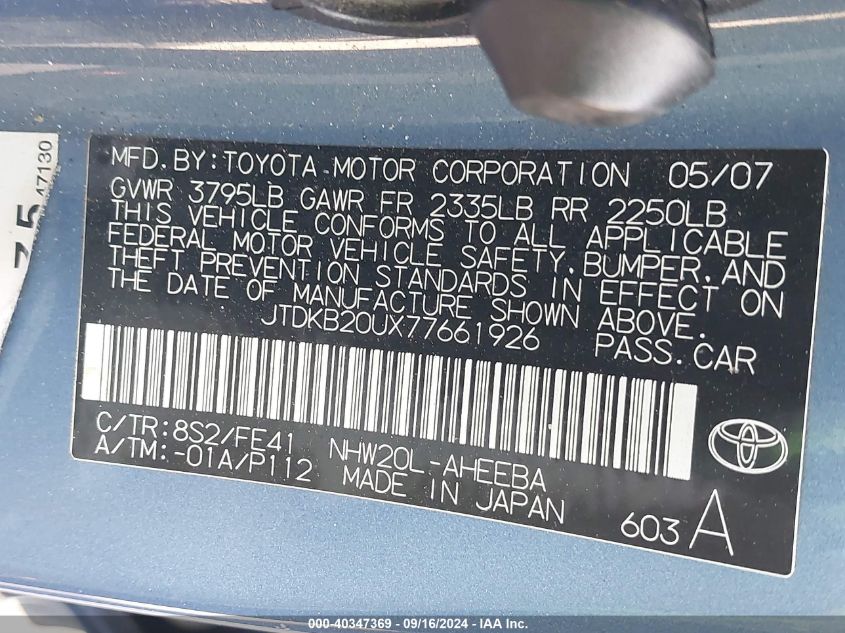 MFD.BY:TOYOTA MOTOR CORPORATION 05/07
GVWR 3795LB GAWR FR 2335LB RR 2250LB
THIS VEHICLE CONFORMS TO ALL APPLICABLE
FEDERAL MOTOR VEHICLE SAFETY,BUMPER,AND
THEFT PREVENTION STANDARDS IN EFFECT ON
THE DATE OF MANUFACTURE SHOWN ABOVE.
JTDKB20UX77661926 PASS.CAR
C/TR:8S2/FE41 NHW20L-AHEEBA
A/TM:-01A/P112 MADE IN JAPAN
603 A
47130
000-40347369 - 09/16/2024 - IAA Inc.